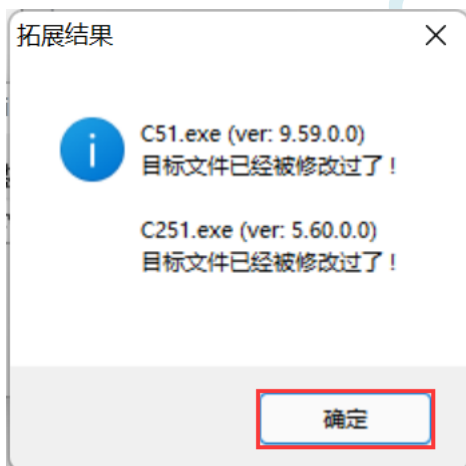 拓展结果
C51.exe (ver: 9.59.0.0)
目标文件已经被修改过了！
C251.exe (ver: 5.60.0.0)
目标文件已经被修改过了！
确定